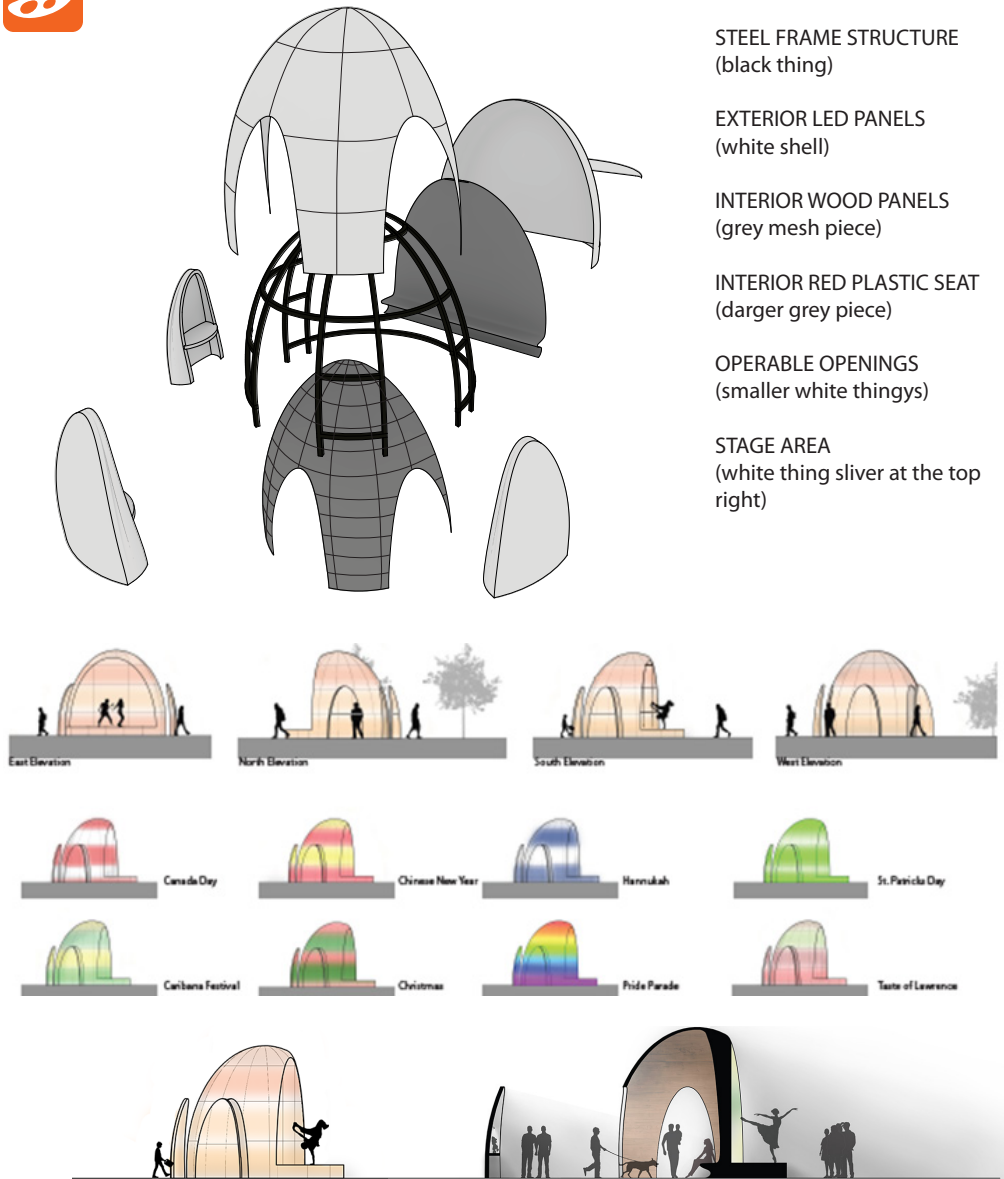 STEEL FRAME STRUCTURE
(black thing)
EXTERIOR LED PANELS
(white shell)
INTERIOR WOOD PANELS
(grey mesh piece)
INTERIOR RED PLASTIC SEAT
(darger grey piece)
OPERABLE OPENINGS
(smaller white thingys)
STAGE AREA
(white thing sliver at the top
right)
East Elevation
North Elevation
South Elevation
West Elevation
Canada Day
Chinese New Year
Hannukah
St. Patricks Day
Caribana Festival
Christmas
Pride Parade
Taste of Lawrence